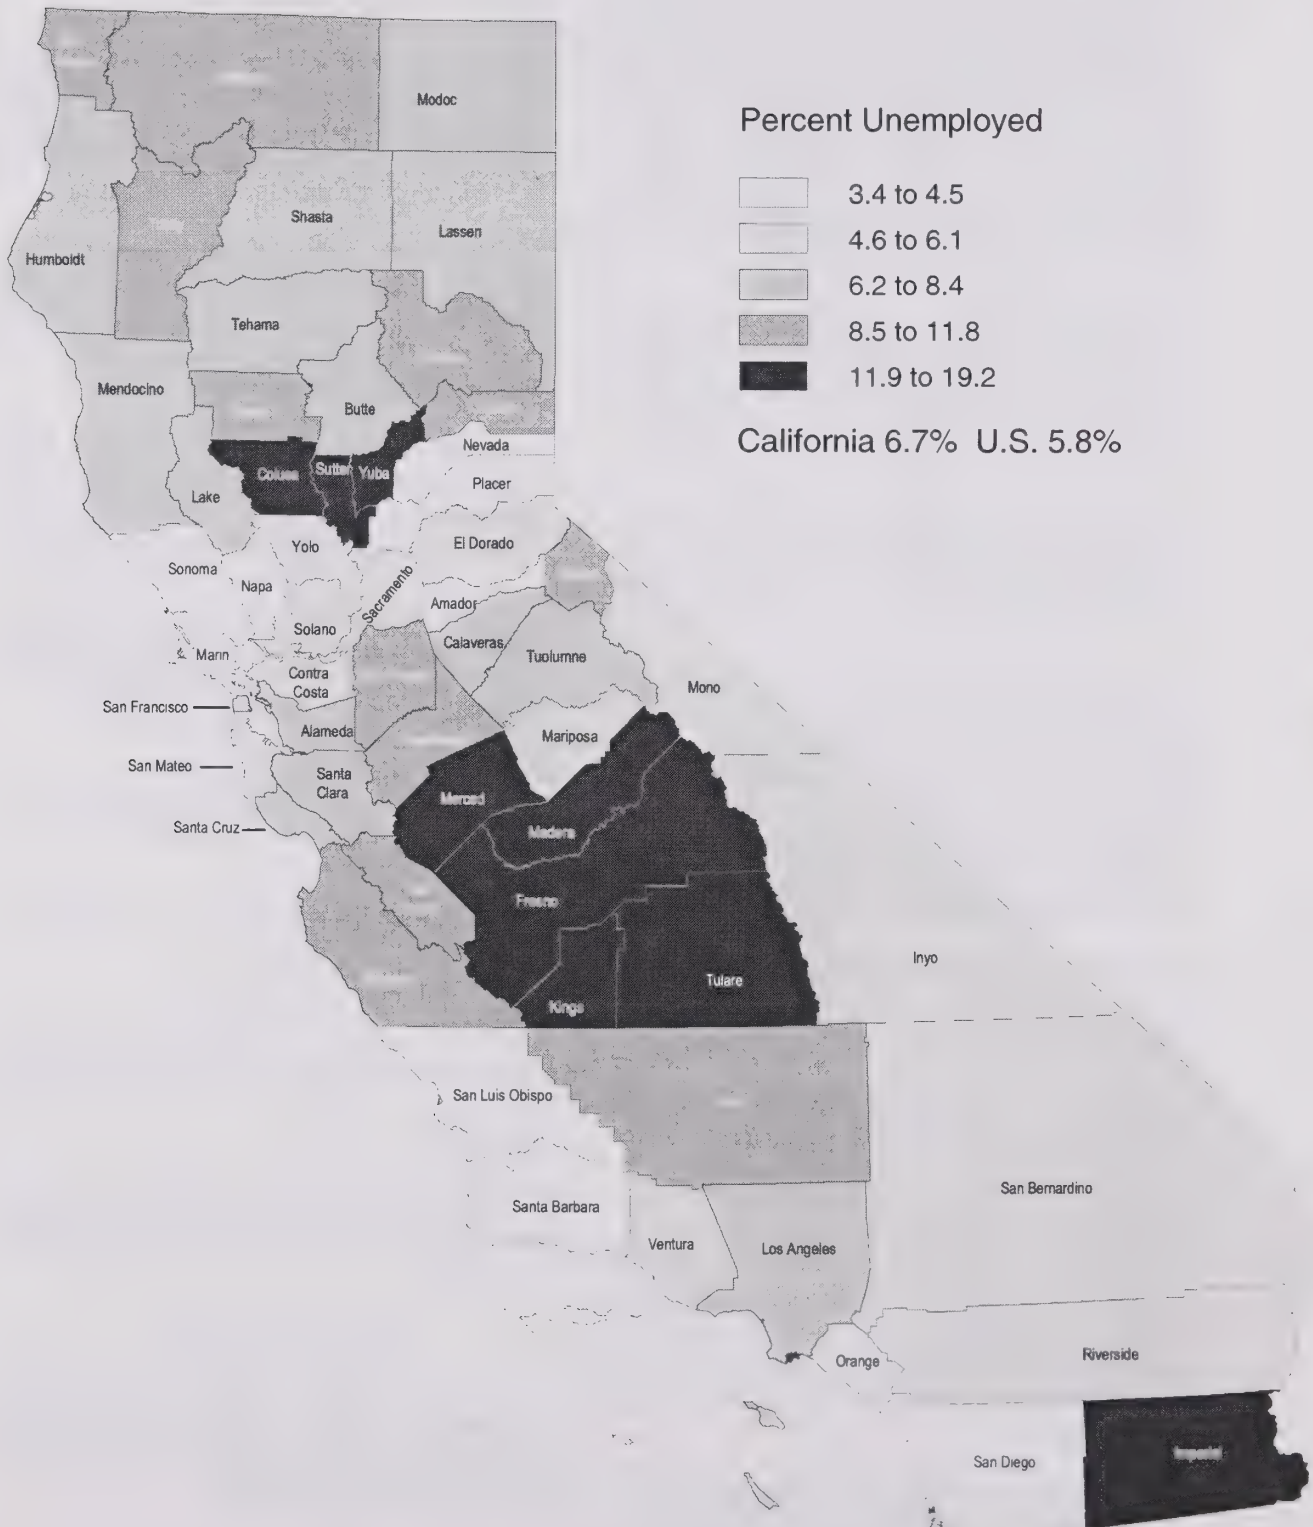 Modoc
Percent Unemployed
3.4 to 4.5
Shasta
Lassen
4.6 to 6.1
Humboldt
6.2 to 8.4
Tehama
8.5 to 11.8
11.9 to 19.2
Mendocino
Butte
California 6.7% U.S. 5.8%
Nevada
Colusa
Sutter
Yuba
Placer
Lake
Yolo
El Dorado
Sonoma
Napa
Sacramento
Amador
Solano
Calaveras
Marin
Tuolumne
Contra
Costa
Mono
San Francisco
Alameda
Mariposa
San Mateo
Santa
Clara
Merced
Santa Cruz
Madera
Fresno
Inyo
Tulare
Kings
San Luis Obispo
San Bernardino
Santa Barbara
Ventura
Los Angeles
Orange
Riverside
San Diego